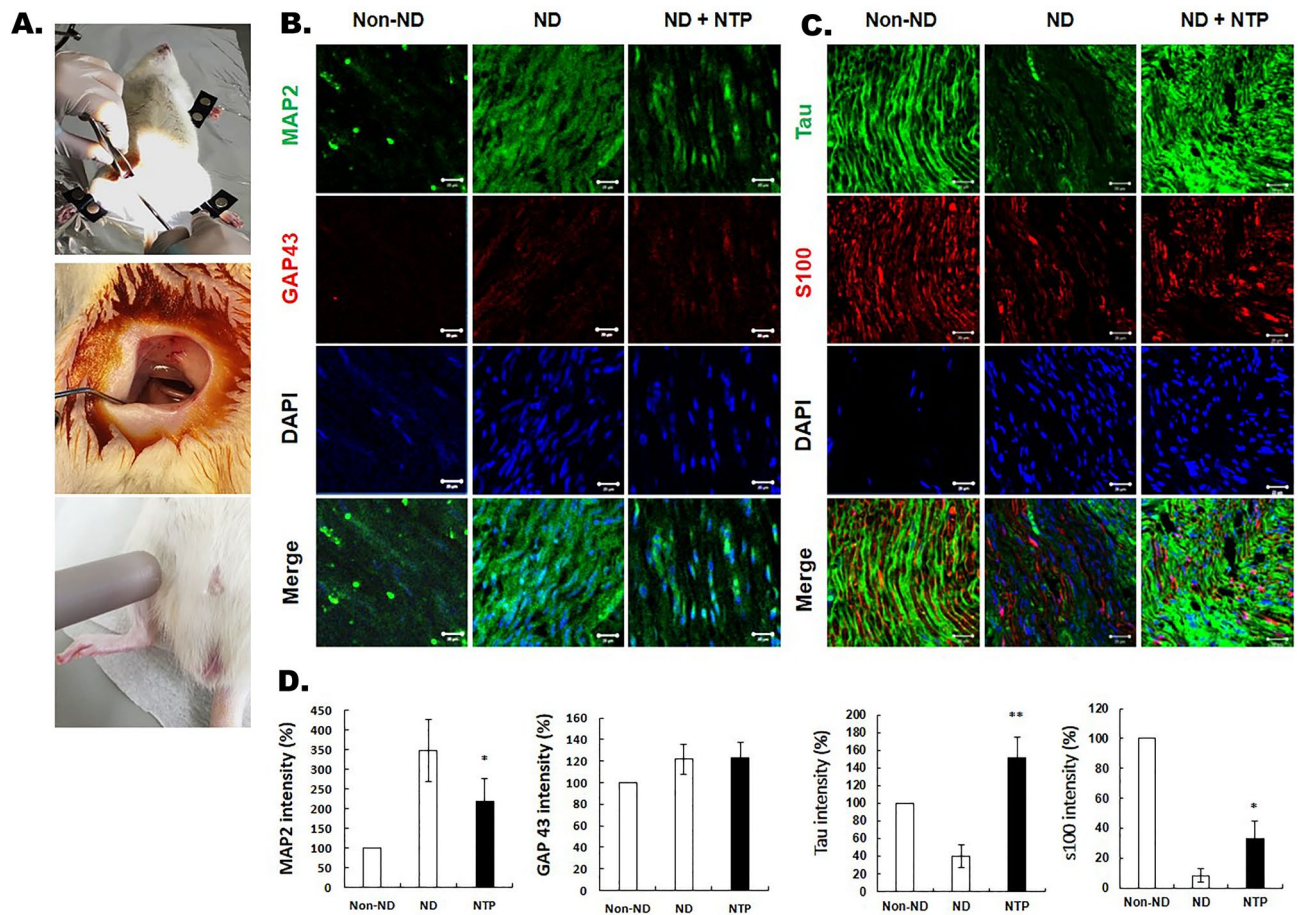 A.
B.
Non-ND ND ND + NTP
MAP2
GAP43
DAPI
Merge
C.
Non-ND ND ND + NTP
Tau
S100
DAPI
Merge
D.
MAP2 intensity (%)
450
400
350
300
250
200
150
100
50
0
*
Non-ND ND NTP
GAP 43 intensity (%)
160
140
120
100
80
60
40
20
0
Non-ND ND NTP
Tau intensity (%)
200
180
160
140
120
100
80
60
40
20
0
**
Non-ND ND NTP
s100 intensity (%)
120
100
80
60
40
20
0
*
Non-ND ND NTP